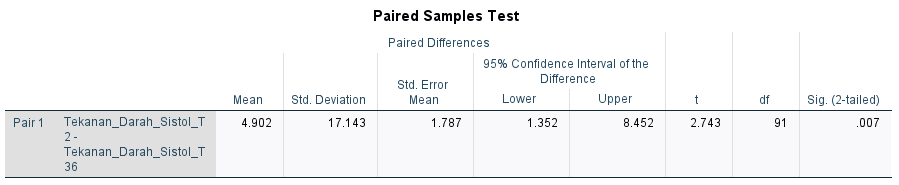 Paired Samples Test
Paired Differences
95% Confidence Interval of the
Difference
Std. Error
Mean
Mean Std. Deviation Lower Upper t df Sig. (2-tailed)
Pair 1 Tekanan_Darah_Sistol_T 4.902 17.143 1.787 1.352 8.452 2.743 91 .007
2 -
Tekanan_Darah_Sistol_T
36